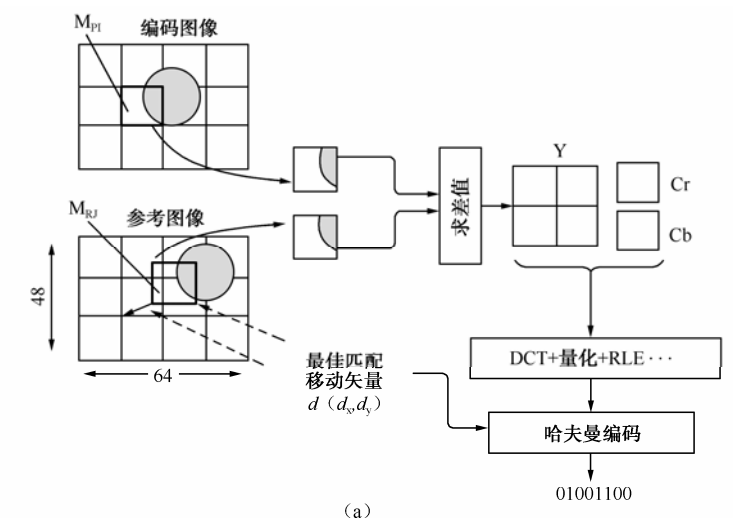 M_PI
编码图像
M_RJ
参考图像
48
64
求差值
Y
Cr
Cb
最佳匹配
移动矢量
d（d_x,d_y）
DCT+量化+RLE···
哈夫曼编码
01001100
（a）